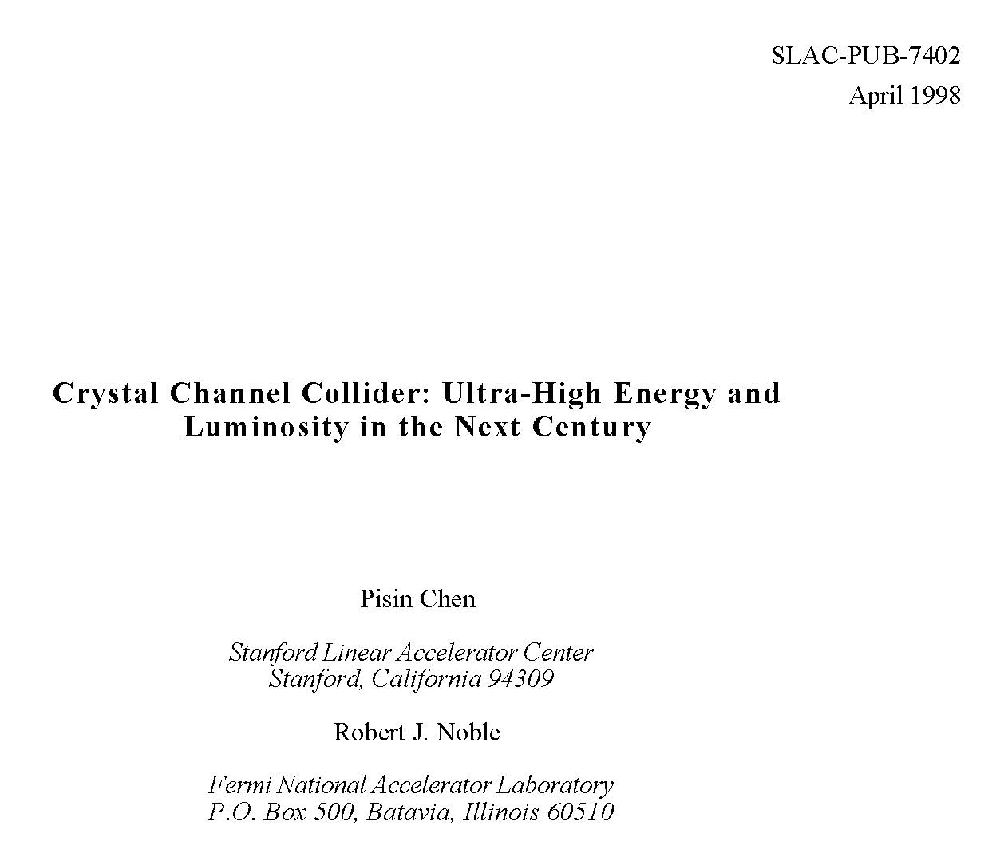 SLAC-PUB-7402
April 1998
Crystal Channel Collider: Ultra-High Energy and
Luminosity in the Next Century
Pisin Chen
Stanford Linear Accelerator Center
Stanford, California 94309
Robert J. Noble
Fermi National Accelerator Laboratory
P.O. Box 500, Batavia, Illinois 60510